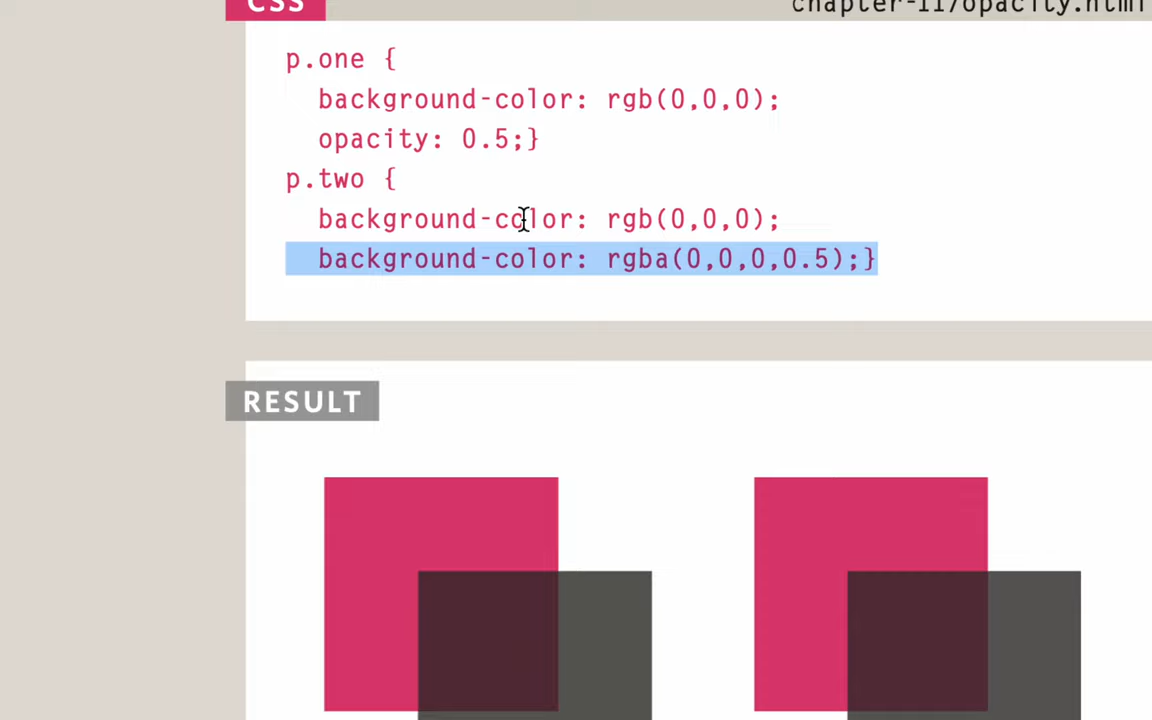 CSS
chapter-11/opacity.html
p.one {
background-color: rgb(0,0,0);
opacity: 0.5;}
p.two {
background-color: rgb(0,0,0);
background-color: rgba(0,0,0,0.5);}
RESULT